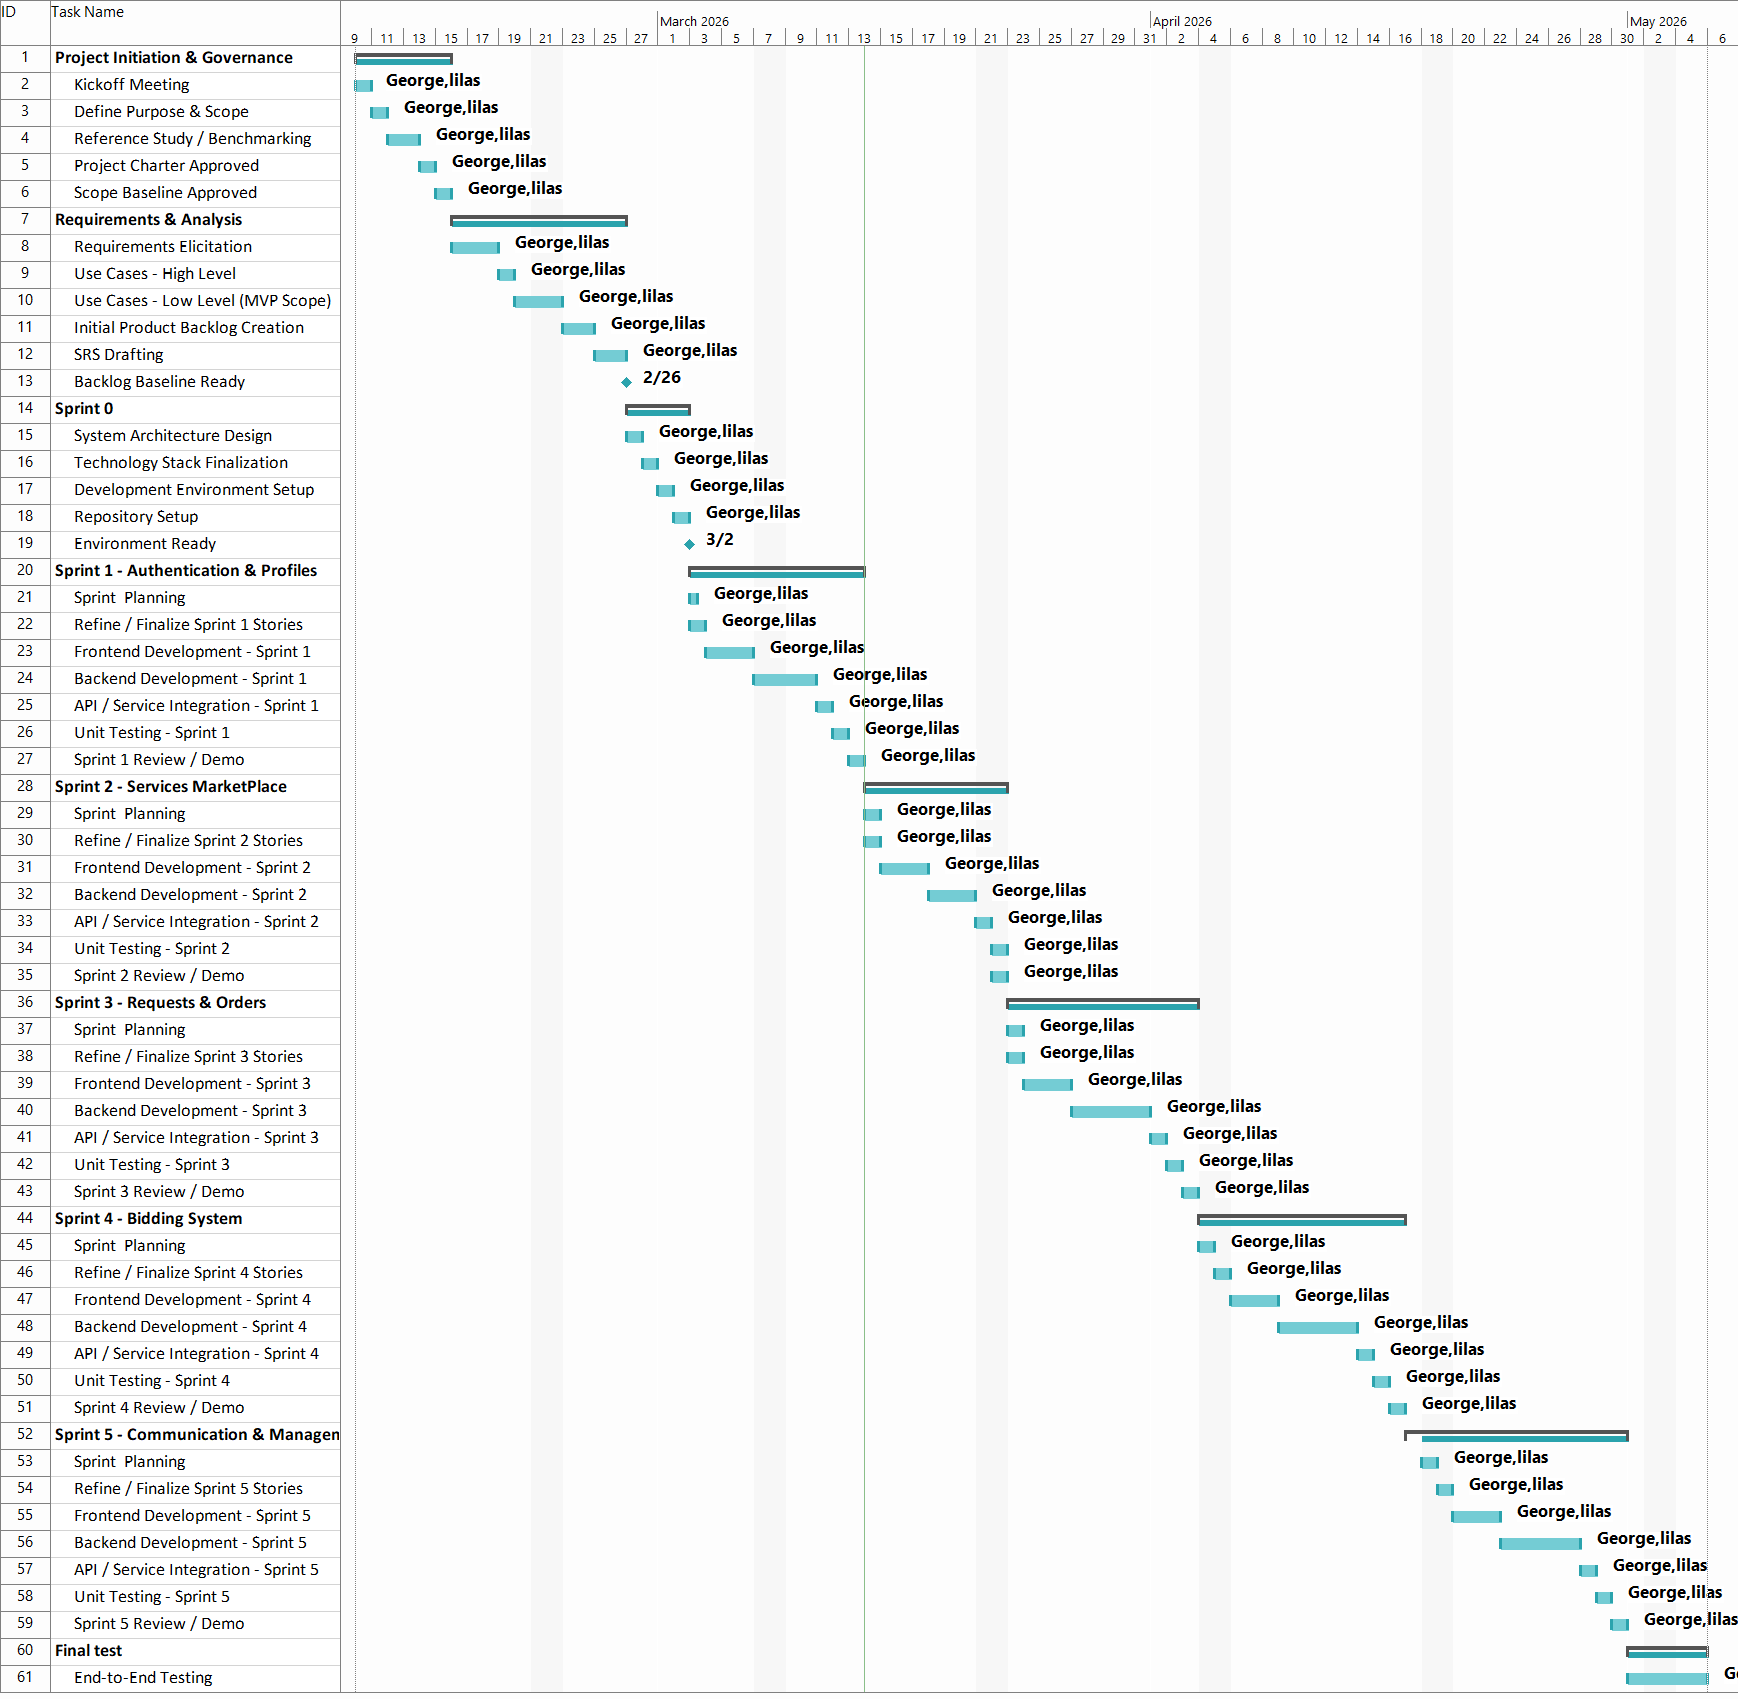 ID Task Name
March 2026 April 2026 May 2026
9 11 13 15 17 19 21 23 25 27 1 3 5 7 9 11 13 15 17 19 21 23 25 27 29 31 2 4 6 8 10 12 14 16 18 20 22 24 26 28 30 2 4 6
1 Project Initiation & Governance
2 Kickoff Meeting George,lilas
3 Define Purpose & Scope George,lilas
4 Reference Study / Benchmarking George,lilas
5 Project Charter Approved George,lilas
6 Scope Baseline Approved George,lilas
7 Requirements & Analysis
8 Requirements Elicitation George,lilas
9 Use Cases - High Level George,lilas
10 Use Cases - Low Level (MVP Scope) George,lilas
11 Initial Product Backlog Creation George,lilas
12 SRS Drafting George,lilas
13 Backlog Baseline Ready 2/26
14 Sprint 0
15 System Architecture Design George,lilas
16 Technology Stack Finalization George,lilas
17 Development Environment Setup George,lilas
18 Repository Setup George,lilas
19 Environment Ready 3/2
20 Sprint 1 - Authentication & Profiles
21 Sprint Planning George,lilas
22 Refine / Finalize Sprint 1 Stories George,lilas
23 Frontend Development - Sprint 1 George,lilas
24 Backend Development - Sprint 1 George,lilas
25 API / Service Integration - Sprint 1 George,lilas
26 Unit Testing - Sprint 1 George,lilas
27 Sprint 1 Review / Demo George,lilas
28 Sprint 2 - Services MarketPlace
29 Sprint Planning George,lilas
30 Refine / Finalize Sprint 2 Stories George,lilas
31 Frontend Development - Sprint 2 George,lilas
32 Backend Development - Sprint 2 George,lilas
33 API / Service Integration - Sprint 2 George,lilas
34 Unit Testing - Sprint 2 George,lilas
35 Sprint 2 Review / Demo George,lilas
36 Sprint 3 - Requests & Orders
37 Sprint Planning George,lilas
38 Refine / Finalize Sprint 3 Stories George,lilas
39 Frontend Development - Sprint 3 George,lilas
40 Backend Development - Sprint 3 George,lilas
41 API / Service Integration - Sprint 3 George,lilas
42 Unit Testing - Sprint 3 George,lilas
43 Sprint 3 Review / Demo George,lilas
44 Sprint 4 - Bidding System
45 Sprint Planning George,lilas
46 Refine / Finalize Sprint 4 Stories George,lilas
47 Frontend Development - Sprint 4 George,lilas
48 Backend Development - Sprint 4 George,lilas
49 API / Service Integration - Sprint 4 George,lilas
50 Unit Testing - Sprint 4 George,lilas
51 Sprint 4 Review / Demo George,lilas
52 Sprint 5 - Communication & Managen
53 Sprint Planning George,lilas
54 Refine / Finalize Sprint 5 Stories George,lilas
55 Frontend Development - Sprint 5 George,lilas
56 Backend Development - Sprint 5 George,lilas
57 API / Service Integration - Sprint 5 George,lilas
58 Unit Testing - Sprint 5 George,lilas
59 Sprint 5 Review / Demo George,lilas
60 Final test
61 End-to-End Testing